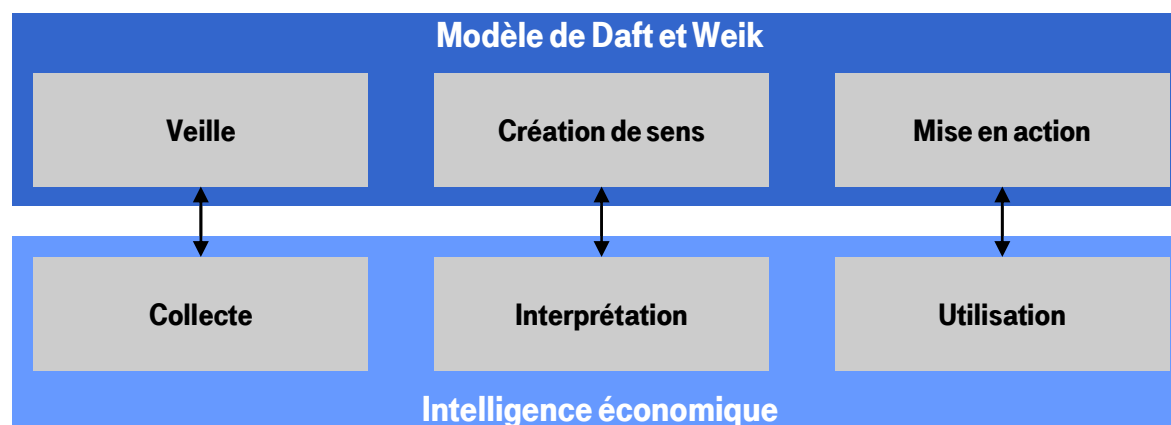 Modèle de Daft et Weik
Veille
Création de sens
Mise en action
Collecte
Interprétation
Utilisation
Intelligence économique